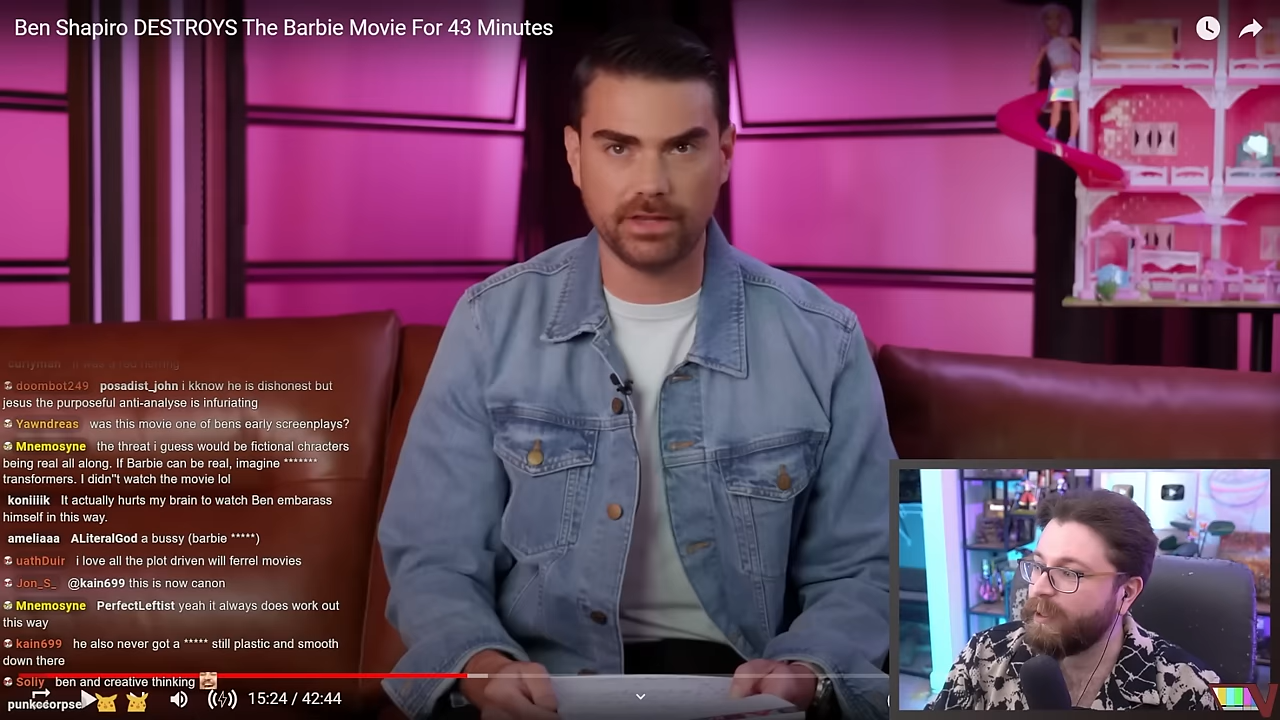 Ben Shapiro DESTROYS The Barbie Movie For 43 Minutes
doombot249 posadist_john i kknow he is dishonest but
jesus the purposeful anti-analyse is infuriating
Yawndreas was this movie one of bens early screenplays?
Mnemosyne the threat i guess would be fictional chracters
being real all along. If Barbie can be real, imagine *******
transformers. I didn"t watch the movie lol
koniiiik It actually hurts my brain to watch Ben embarass
himself in this way.
ameliaaa ALiteralGod a bussy (barbie *****)
uathDuir i love all the plot driven will ferrel movies
Jon_S_ @kain699 this is now canon
Mnemosyne PerfectLeftist yeah it always does work out
this way
kain699 he also never got a ***** still plastic and smooth
down there
Solly ben and creative thinking
punkccorpse
15:24 / 42:44